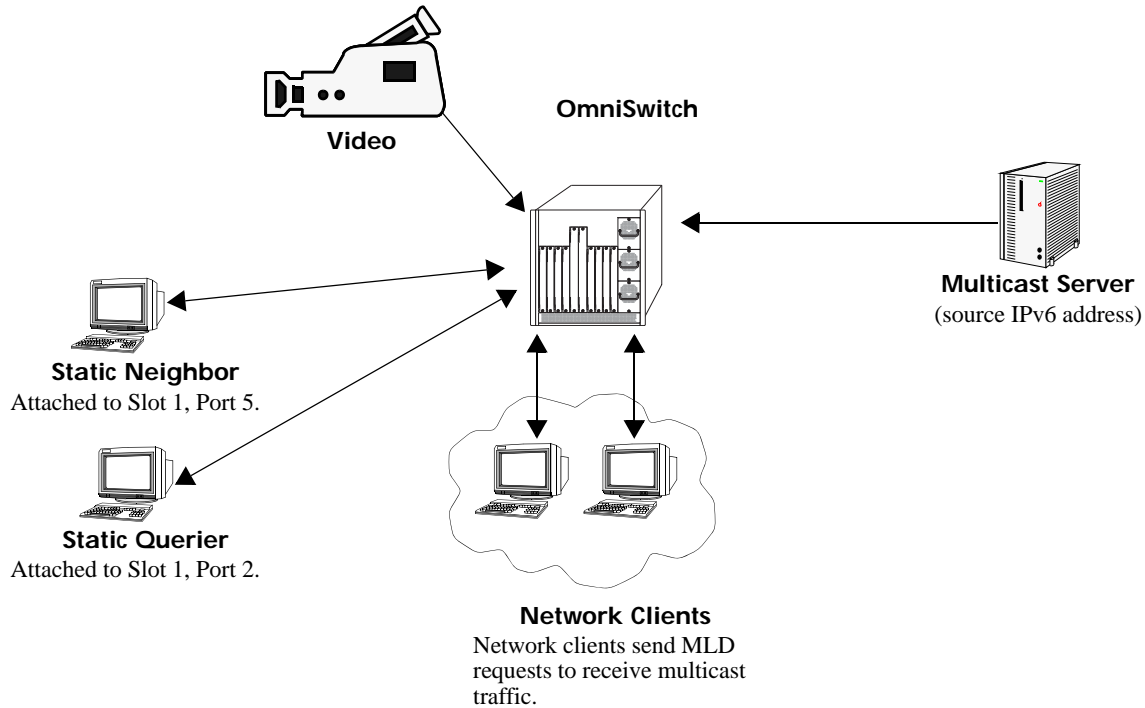 Video
OmniSwitch
Multicast Server
(source IPv6 address)
Static Neighbor
Attached to Slot 1, Port 5.
Static Querier
Attached to Slot 1, Port 2.
Network Clients
Network clients send MLD
requests to receive multicast
traffic.